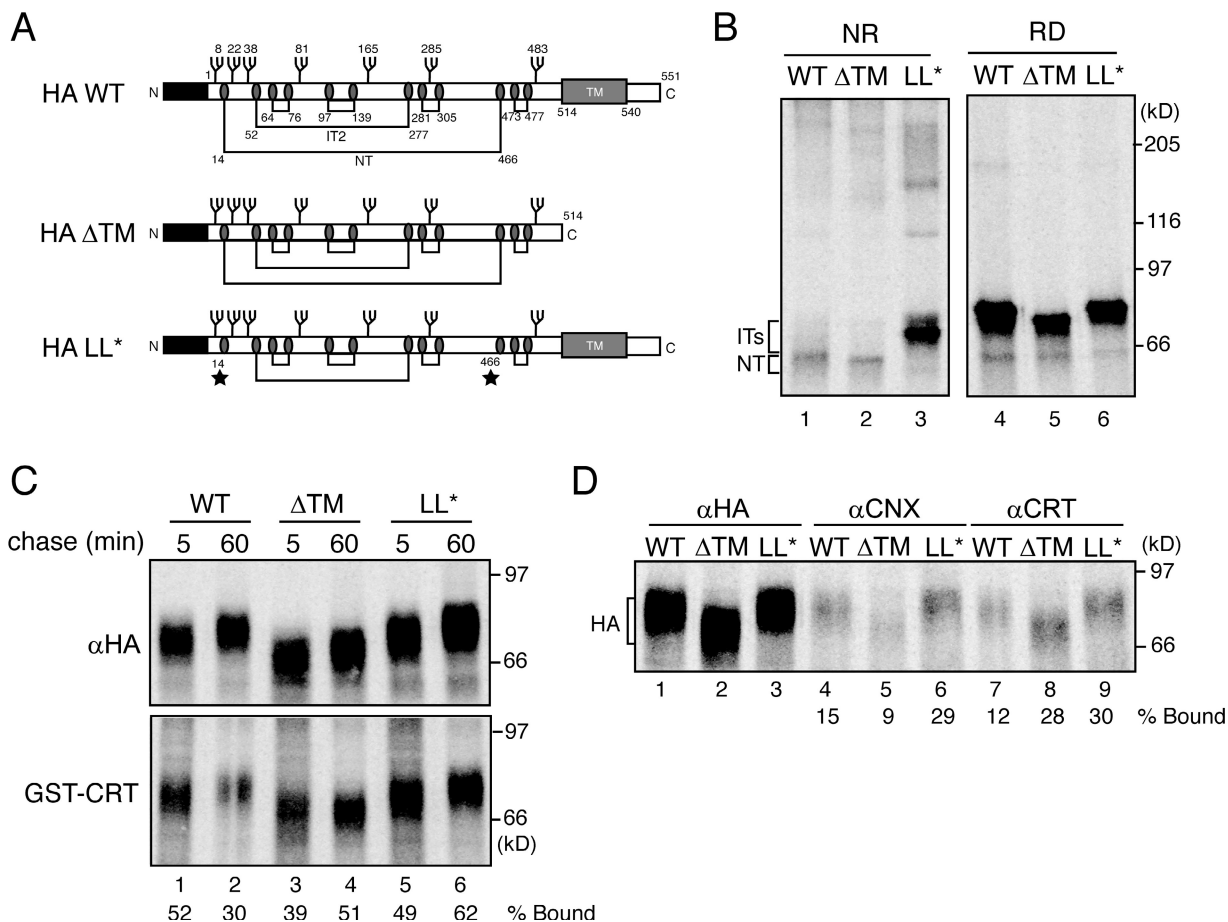 A
8 22 38 81 165 285 483
1 551
HA WT N TM C
64 76 97 139 281 305 473 477 514 540
52 IT2 277
14 NT 466
514
HA ΔTM N C
HA LL* N TM C
14 466
B
NR RD
WT ΔTM LL* WT ΔTM LL*
(kD)
205
116
97
ITs
66
NT
1 2 3 4 5 6
C
WT ΔTM LL*
chase (min) 5 60 5 60 5 60
97
αHA
66
97
GST-CRT
66
(kD)
1 2 3 4 5 6
52 30 39 51 49 62 % Bound
D
αHA αCNX αCRT
WT ΔTM LL* WT ΔTM LL* WT ΔTM LL* (kD)
97
HA
66
1 2 3 4 5 6 7 8 9
15 9 29 12 28 30 % Bound